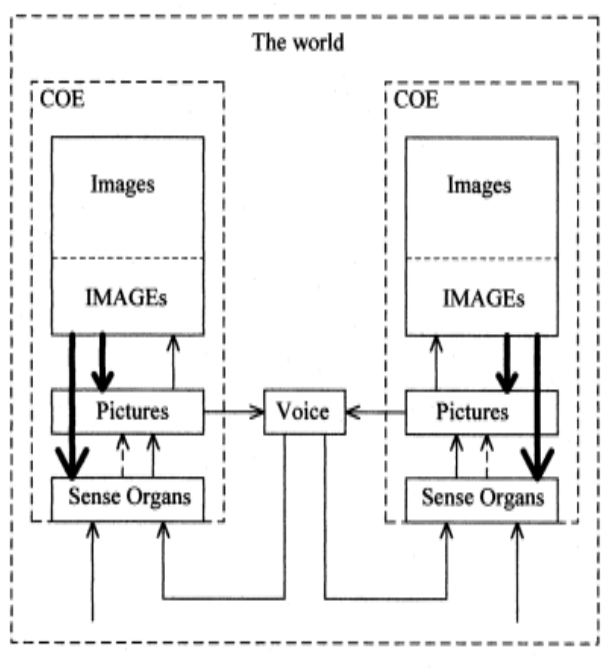 The world
COE
COE
Images
Images
IMAGEs
IMAGEs
Pictures
Voice
Pictures
Sense Organs
Sense Organs